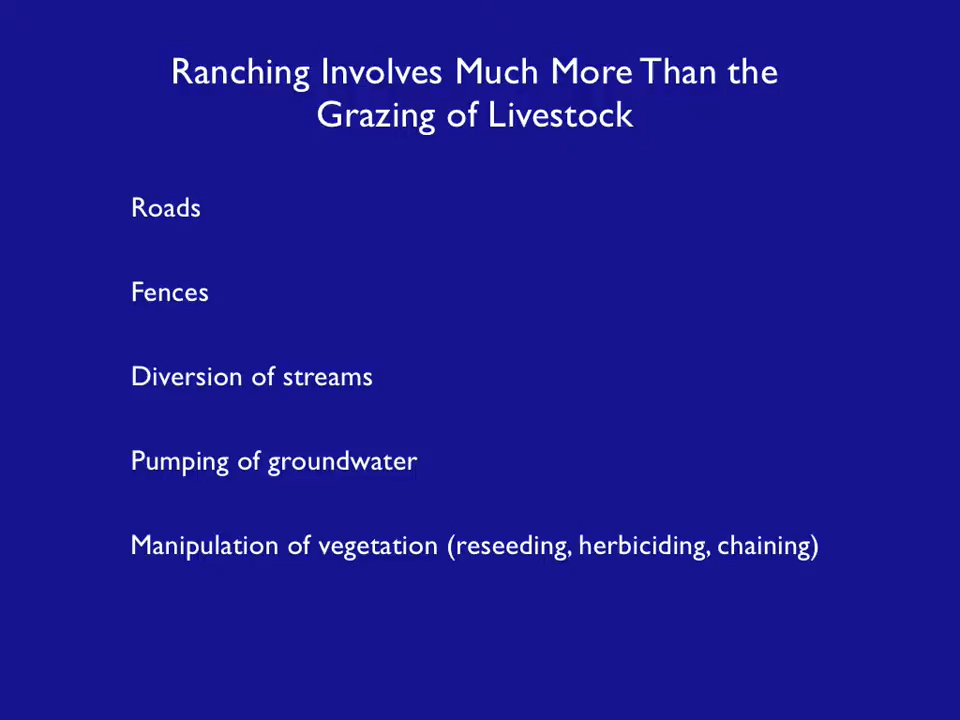 Ranching Involves Much More Than the
Grazing of Livestock
Roads
Fences
Diversion of streams
Pumping of groundwater
Manipulation of vegetation (reseeding, herbiciding, chaining)